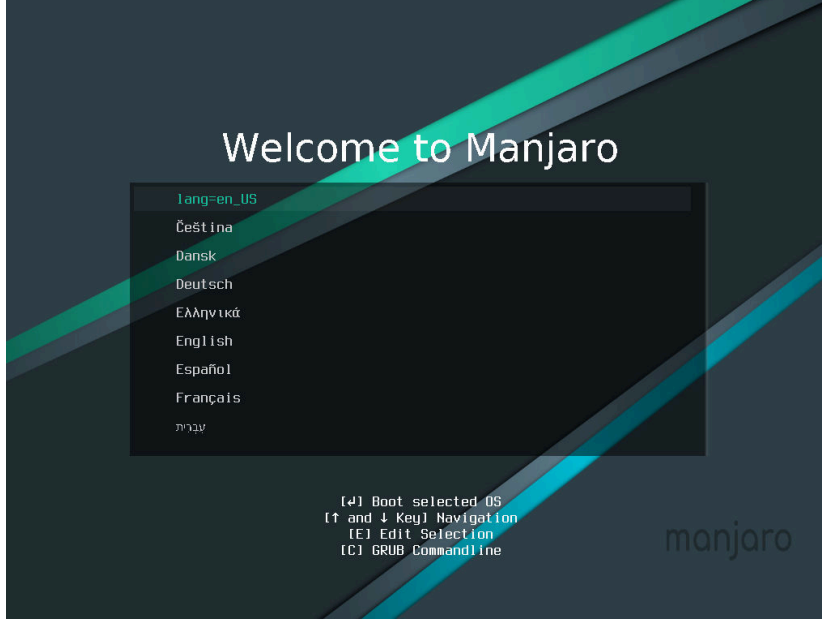 Welcome to Manjaro
lang=en_US
Čeština
Dansk
Deutsch
Ελληνικά
English
Español
Français
עברית
[↲] Boot selected OS
[↑ and ↓ Key] Navigation
[E] Edit Selection
[C] GRUB Commandline
manjaro